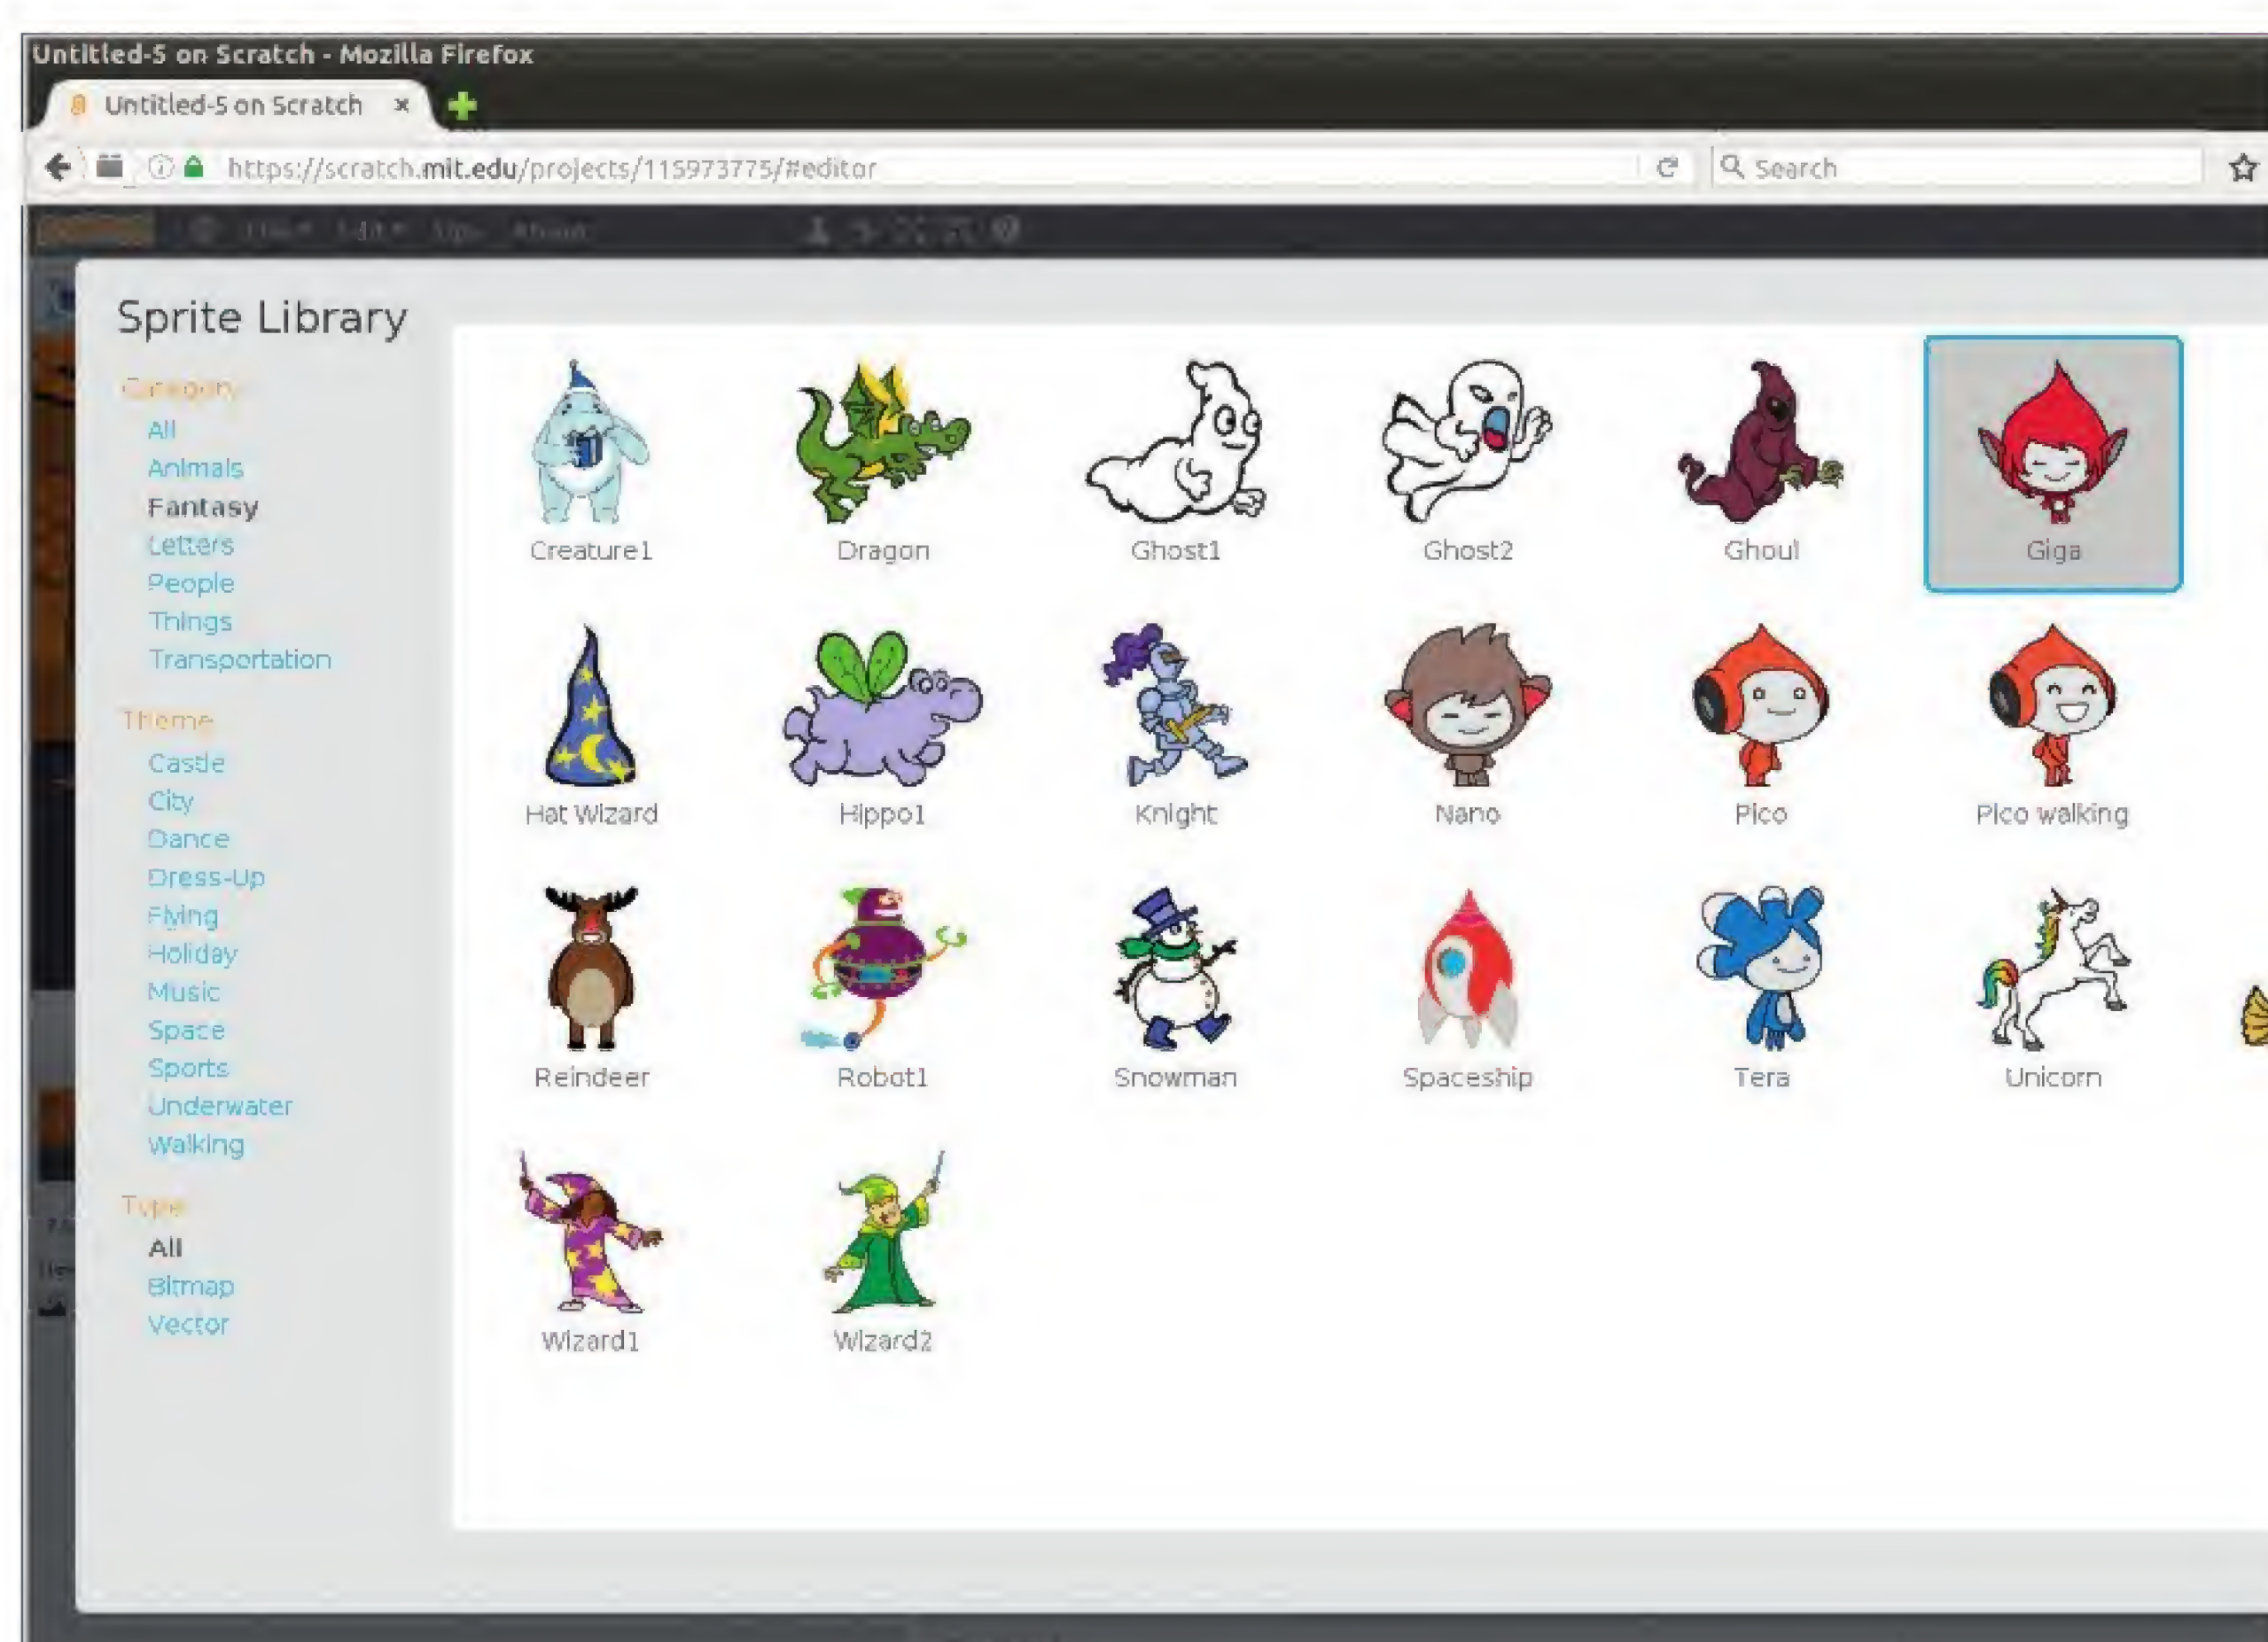 Untitled-5 on Scratch - Mozilla Firefox
Untitled-5 on Scratch
https://scratch.mit.edu/projects/115973775/#editor
Search
Sprite Library
Category
All
Animals
Fantasy
Letters
People
Things
Transportation
Theme
Castle
City
Dance
Dress-Up
Flying
Holiday
Music
Space
Sports
Underwater
Walking
Type
All
Bitmap
Vector
Creature1 Dragon Ghost1 Ghost2 Ghoul Giga
Hat Wizard Hippo1 Knight Nano Pico Pico walking
Reindeer Robot1 Snowman Spaceship Tera Unicorn
Wizard1 Wizard2